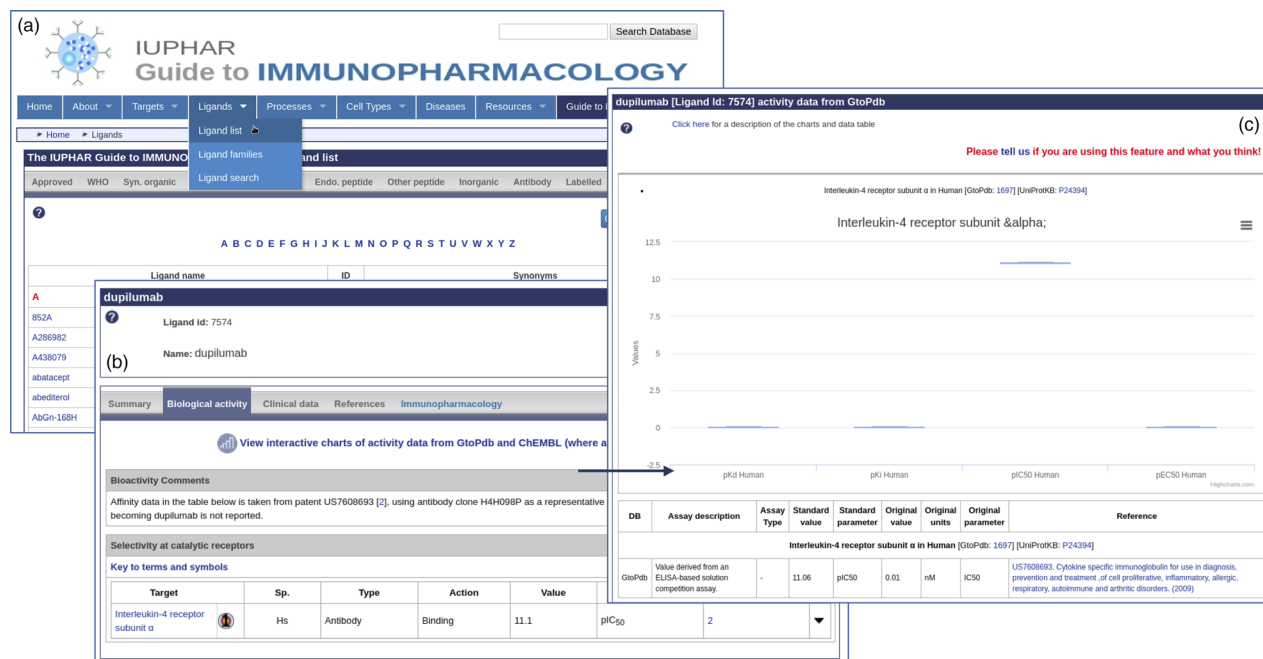 (a)
IUPHAR
Guide to IMMUNOPHARMACOLOGY
Search Database
Home About Targets Ligands Processes Cell Types Diseases Resources Guide to
Ligand list
Ligand families
Ligand search
Home Ligands
The IUPHAR Guide to and list
Approved WHO Syn. organic Endo. peptide Other peptide Inorganic Antibody Labelled
?
A B C D E F G H I J K L M N O P Q R S T U V W X Y Z
Ligand name ID Synonyms
A
852A
A286982
A438079
abatacept
abediterol
AbGn-168H
dupilumab
?
Ligand id: 7574
Name: dupilumab
(b)
Summary Biological activity Clinical data References Immunopharmacology
View interactive charts of activity data from GtoPdb and ChEMBL (where
Bioactivity Comments
Affinity data in the table below is taken from patent US7608693 [2], using antibody clone H4H098P as a representative
becoming dupilumab is not reported.
Selectivity at catalytic receptors
Key to terms and symbols
Target Sp. Type Action Value
Interleukin-4 receptor
subunit α Hs Antibody Binding 11.1 pIC50 2
dupilumab [Ligand Id: 7574] activity data from GtoPdb
?
Click here for a description of the charts and data table
(c)
Please tell us if you are using this feature and what you think!
• Interleukin-4 receptor subunit α in Human [GtoPdb: 1697] [UniProtKB: P24394]
Interleukin-4 receptor subunit &alpha;
12.5
10
7.5
5
2.5
0
-2.5
Values
pKd Human pKi Human pIC50 Human pEC50 Human
Highcharts.com
DB Assay description Assay Type Standard value Standard parameter Original value Original units Original parameter Reference
Interleukin-4 receptor subunit α in Human [GtoPdb: 1697] [UniProtKB: P24394]
GtoPdb Value derived from an ELISA-based solution competition assay. - 11.06 pIC50 0.01 nM IC50 US7608693. Cytokine specific immunoglobulin for use in diagnosis,
prevention and treatment ,of cell proliferative, inflammatory, allergic,
respiratory, autoimmune and arthritic disorders. (2009)